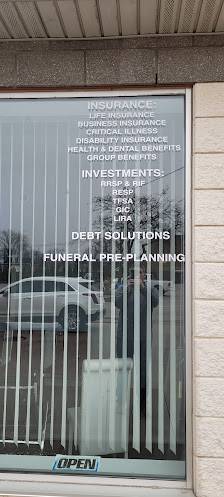 INSURANCE:
LIFE INSURANCE
BUSINESS INSURANCE
CRITICAL ILLNESS
DISABILITY INSURANCE
HEALTH & DENTAL BENEFITS
GROUP BENEFITS
INVESTMENTS:
RRSP & RIF
RESP
TFSA
GIC
LIRA
DEBT SOLUTIONS
FUNERAL PRE-PLANNING
OPEN